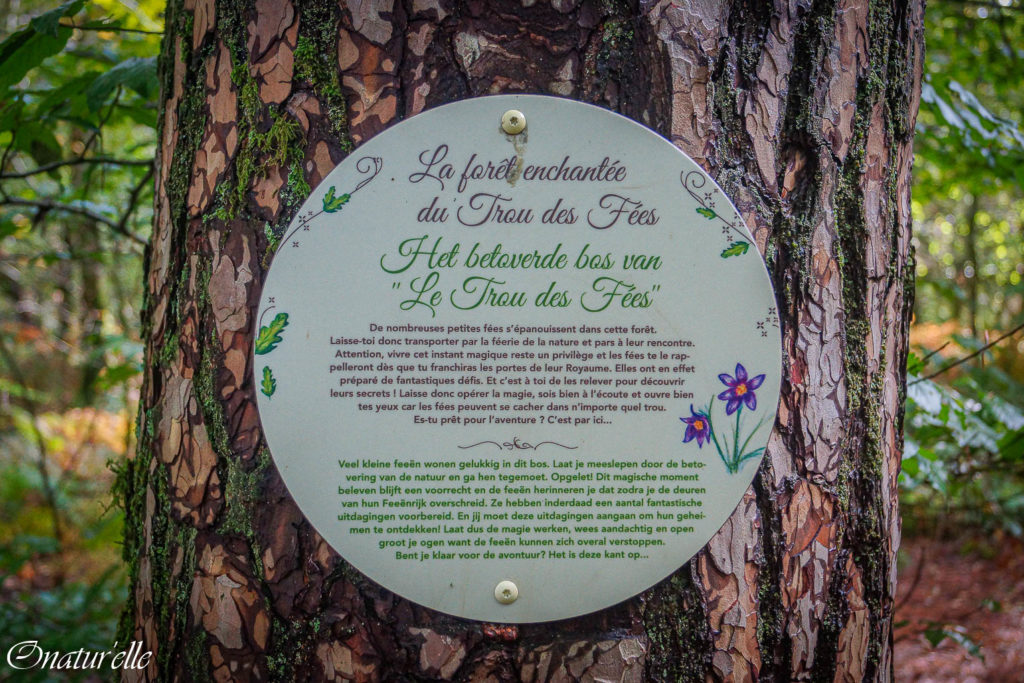 La forêt enchantée
du Trou des Fées
Het betoverde bos van
"Le Trou des Fées"
De nombreuses petites fées s'épanouissent dans cette forêt.
Laisse-toi donc transporter par la féerie de la nature et pars à leur rencontre.
Attention, vivre cet instant magique reste un privilège et les fées te le rap-
pelleront dès que tu franchiras les portes de leur Royaume. Elles ont en effet
préparé de fantastiques défis. Et c'est à toi de les relever pour découvrir
leurs secrets ! Laisse donc opérer la magie, sois bien à l'écoute et ouvre bien
tes yeux car les fées peuvent se cacher dans n'importe quel trou.
Es-tu prêt pour l'aventure ? C'est par ici...
Veel kleine feeën wonen gelukkig in dit bos. Laat je meeslepen door de beto-
vering van de natuur en ga hen tegemoet. Opgelet! Dit magische moment
beleven blijft een voorrecht en de feeën herinneren je dat zodra je de deuren
van hun Feeënrijk overschreid. Ze hebben inderdaad een aantal fantastische
uitdagingen voorbereid. En jij moet deze uitdagingen aangaan om hun gehei-
men te ontdekken! Laat dus de magie werken, wees aandachtig en open
groot je ogen want de feeën kunnen zich overal verstoppen.
Bent je klaar voor de avontuur? Het is deze kant op...
Onatur'elle